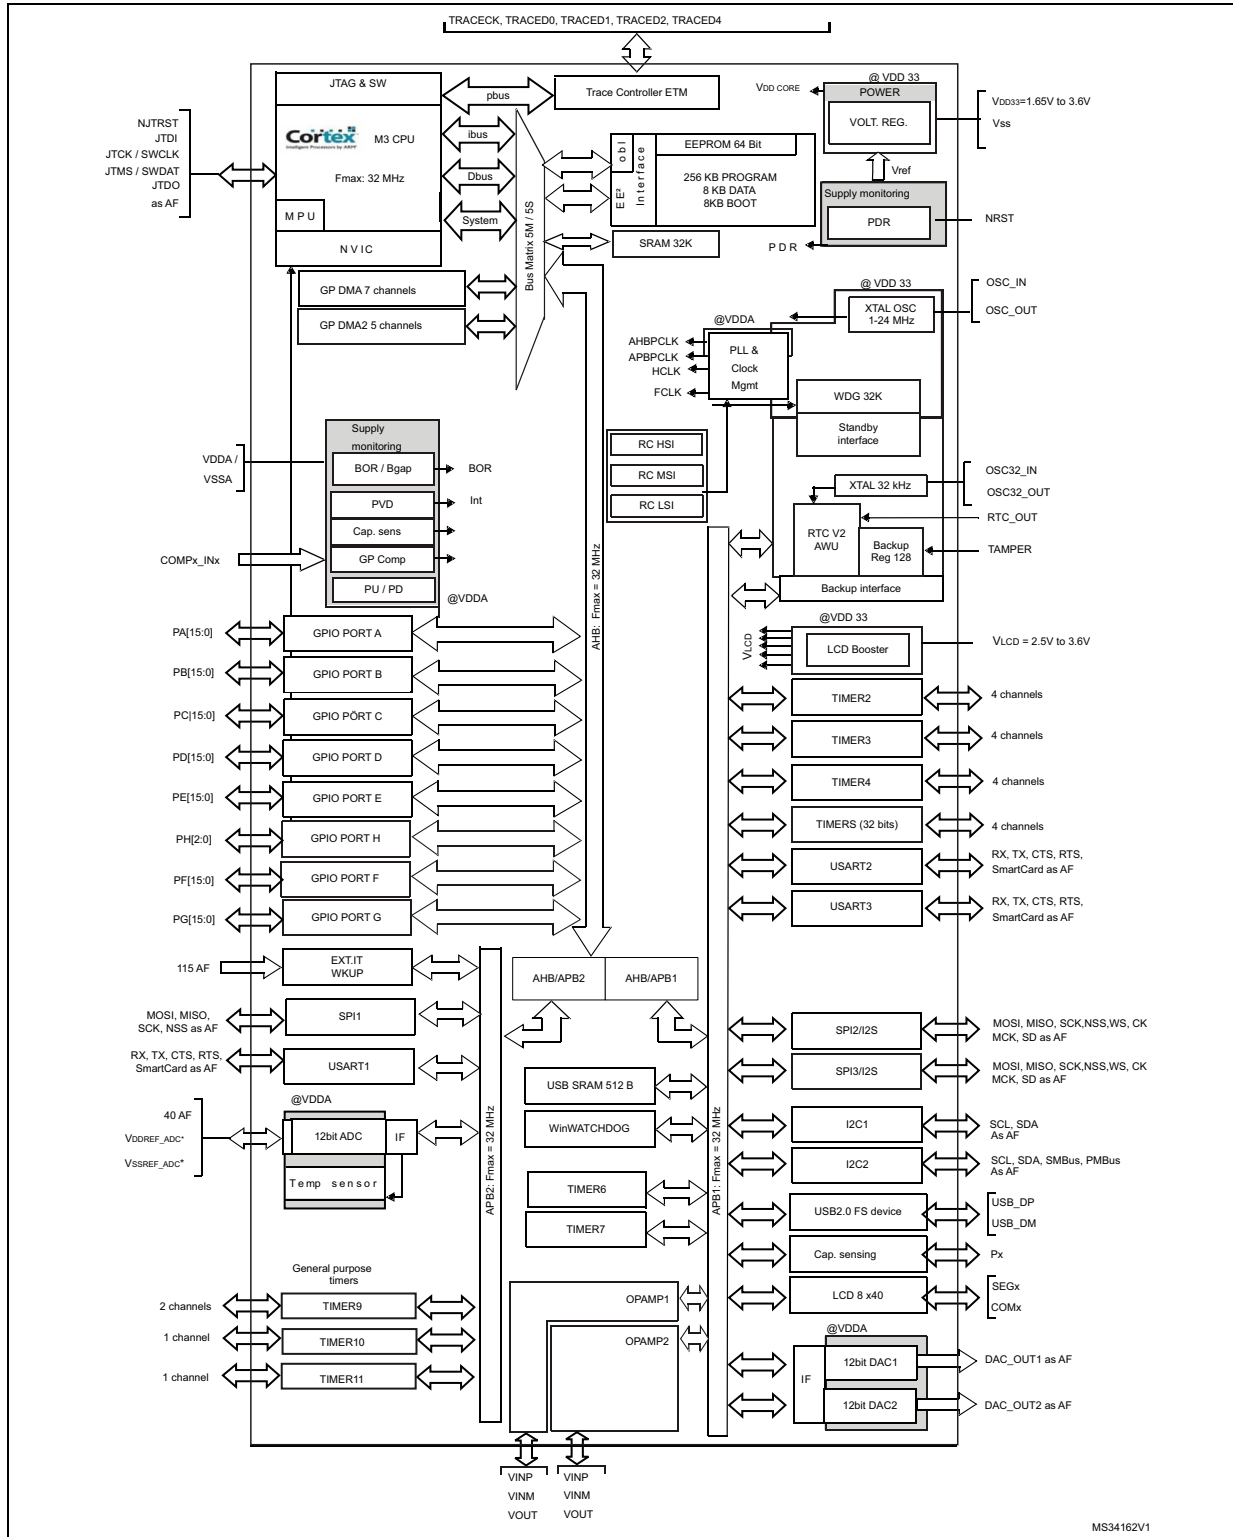 TRACECK, TRACED0, TRACED1, TRACED2, TRACED4
JTAG & SW
pbus
Trace Controller ETM
VDD CORE
@ VDD 33
POWER
VOLT. REG.
VDD33=1.65V to 3.6V
Vss
NJTRST
JTDI
JTCK / SWCLK
JTMS / SWDAT
JTDO
as AF
Cortex
Intelligent Processors by ARM
M3 CPU
Fmax: 32 MHz
ibus
Dbus
System
M P U
N V I C
Bus Matrix 5M / 5S
EE² obl
Interface
EEPROM 64 Bit
256 KB PROGRAM
8 KB DATA
8KB BOOT
SRAM 32K
Vref
Supply monitoring
PDR
NRST
P D R
GP DMA 7 channels
GP DMA2 5 channels
@ VDD 33
XTAL OSC
1-24 MHz
OSC_IN
OSC_OUT
@VDDA
AHBPCLK
APBPCLK
HCLK
FCLK
PLL &
Clock
Mgmt
WDG 32K
Standby
interface
RC HSI
RC MSI
RC LSI
Supply
monitoring
VDDA /
VSSA
BOR / Bgap
BOR
PVD
Int
Cap. sens
COMPx_INx
GP Comp
PU / PD
@VDDA
XTAL 32 kHz
OSC32_IN
OSC32_OUT
RTC_OUT
RTC V2
AWU
Backup
Reg 128
TAMPER
Backup interface
AHB: Fmax = 32 MHz
PA[15:0]
GPIO PORT A
PB[15:0]
GPIO PORT B
PC|15:0]
GPIO PÖRT C
PD[15:0]
GPIO PORT D
PE[15:0]
GPIO PORT E
PH[2:0]
GPIO PORT H
PF[15:0]
GPIO PORT F
PG[15:0]
GPIO PORT G
@VDD 33
VLCD
LCD Booster
VLCD = 2.5V to 3.6V
TIMER2
4 channels
TIMER3
4 channels
TIMER4
4 channels
TIMERS (32 bits)
4 channels
USART2
RX, TX, CTS, RTS,
SmartCard as AF
USART3
RX, TX, CTS, RTS,
SmartCard as AF
115 AF
EXT.IT
WKUP
AHB/APB2
AHB/APB1
MOSI, MISO,
SCK, NSS as AF
SPI1
RX, TX, CTS, RTS,
SmartCard as AF
USART1
@VDDA
40 AF
VDDREF_ADC*
VSSREF_ADC*
12bit ADC
IF
Temp sensor
APB2: Fmax = 32 MHz
USB SRAM 512 B
WinWATCHDOG
TIMER6
TIMER7
APB1: Fmax = 32 MHz
SPI2/I2S
MOSI, MISO, SCK,NSS,WS, CK
MCK, SD as AF
SPI3/I2S
MOSI, MISO, SCK,NSS,WS, CK
MCK, SD as AF
I2C1
SCL, SDA
As AF
I2C2
SCL, SDA, SMBus, PMBus
As AF
USB2.0 FS device
USB_DP
USB_DM
Cap. sensing
Px
LCD 8 x40
SEGx
COMx
General purpose
timers
2 channels
TIMER9
1 channel
TIMER10
1 channel
TIMER11
OPAMP1
OPAMP2
@VDDA
IF
12bit DAC1
DAC_OUT1 as AF
12bit DAC2
DAC_OUT2 as AF
VINP
VINM
VOUT
VINP
VINM
VOUT
MS34162V1